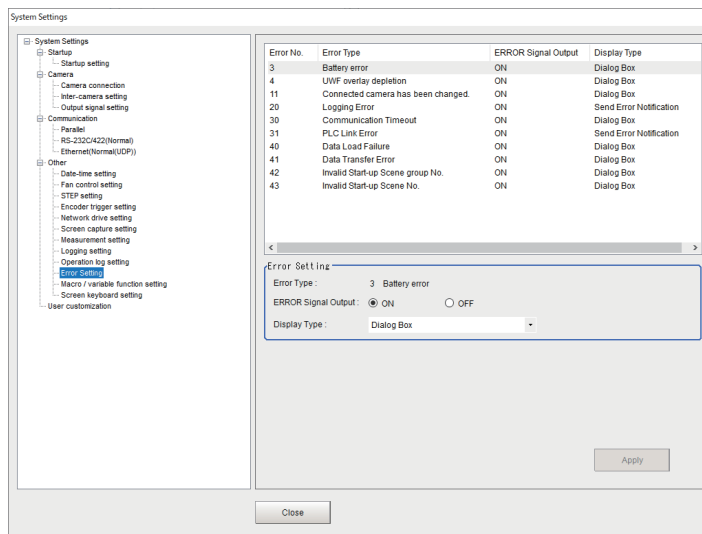 System Settings
System Settings
Startup
Startup setting
Camera
Camera connection
Inter-camera setting
Output signal setting
Communication
Parallel
RS-232C/422(Normal)
Ethernet(Normal(UDP))
Other
Date-time setting
Fan control setting
STEP setting
Encoder trigger setting
Network drive setting
Screen capture setting
Measurement setting
Logging setting
Operation log setting
Error Setting
Macro / variable function setting
Screen keyboard setting
User customization
Error No. Error Type ERROR Signal Output Display Type
3 Battery error ON Dialog Box
4 UWF overlay depletion ON Dialog Box
11 Connected camera has been changed. ON Dialog Box
20 Logging Error ON Send Error Notification
30 Communication Timeout ON Dialog Box
31 PLC Link Error ON Send Error Notification
40 Data Load Failure ON Dialog Box
41 Data Transfer Error ON Dialog Box
42 Invalid Start-up Scene group No. ON Dialog Box
43 Invalid Start-up Scene No. ON Dialog Box
Error Setting
Error Type : 3 Battery error
ERROR Signal Output : ON OFF
Display Type : Dialog Box
Apply
Close